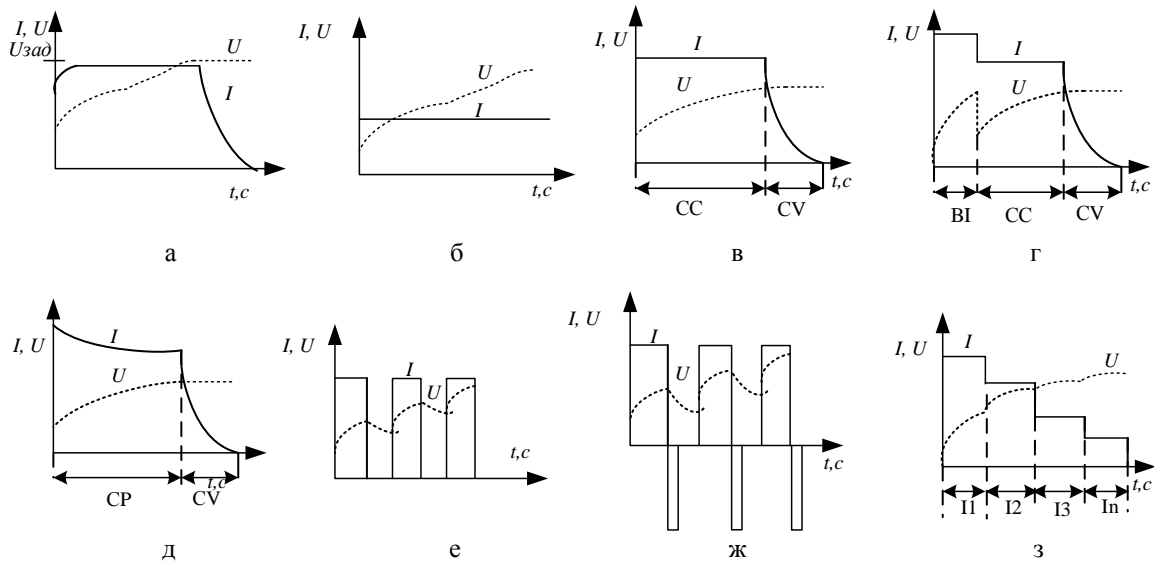 I, U
Uзад
U
I
t,c
а
I, U
U
I
t,c
б
I, U
I
U
t,c
CC
CV
в
I, U
I
U
t,c
BI
CC
CV
г
I, U
I
U
t,c
CP
CV
д
I, U
I
U
t,c
е
I, U
I
U
t,c
ж
I, U
I
U
t,c
I1
I2
I3
In
з